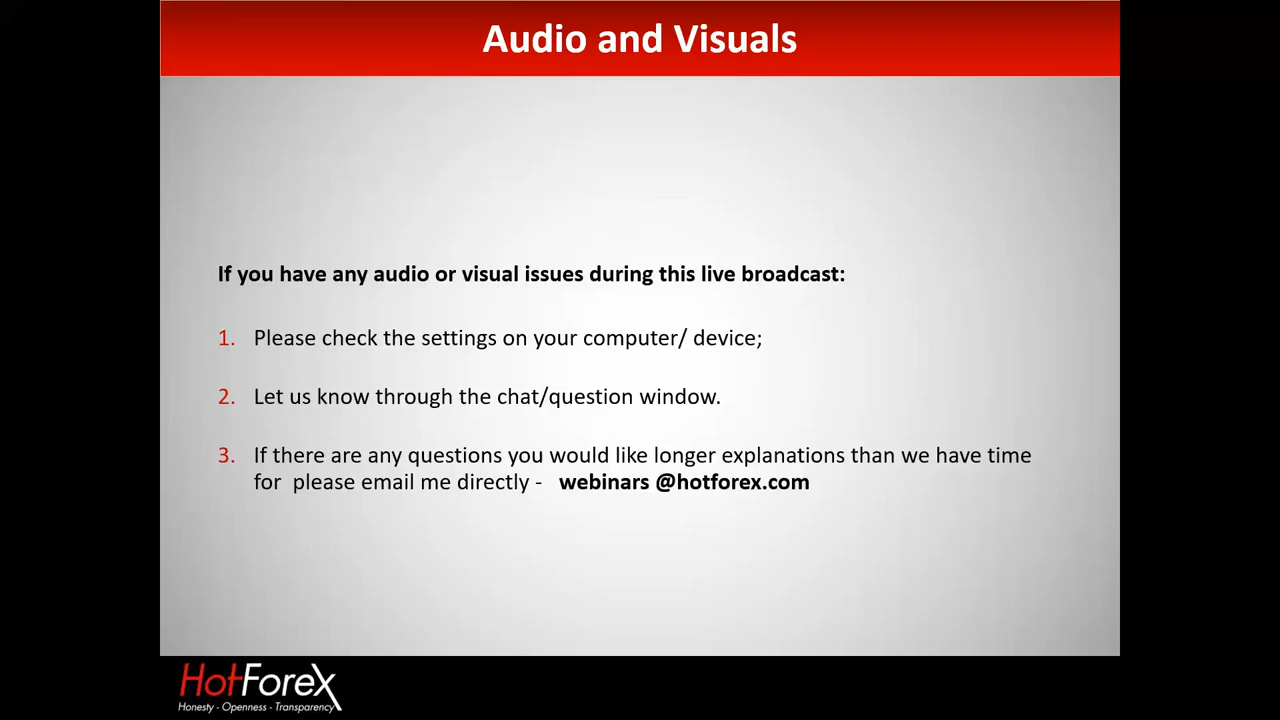 Audio and Visuals
If you have any audio or visual issues during this live broadcast:
1. Please check the settings on your computer/ device;
2. Let us know through the chat/question window.
3. If there are any questions you would like longer explanations than we have time
for  please email me directly -   webinars @hotforex.com
HotForex
Honesty - Openness - Transparency